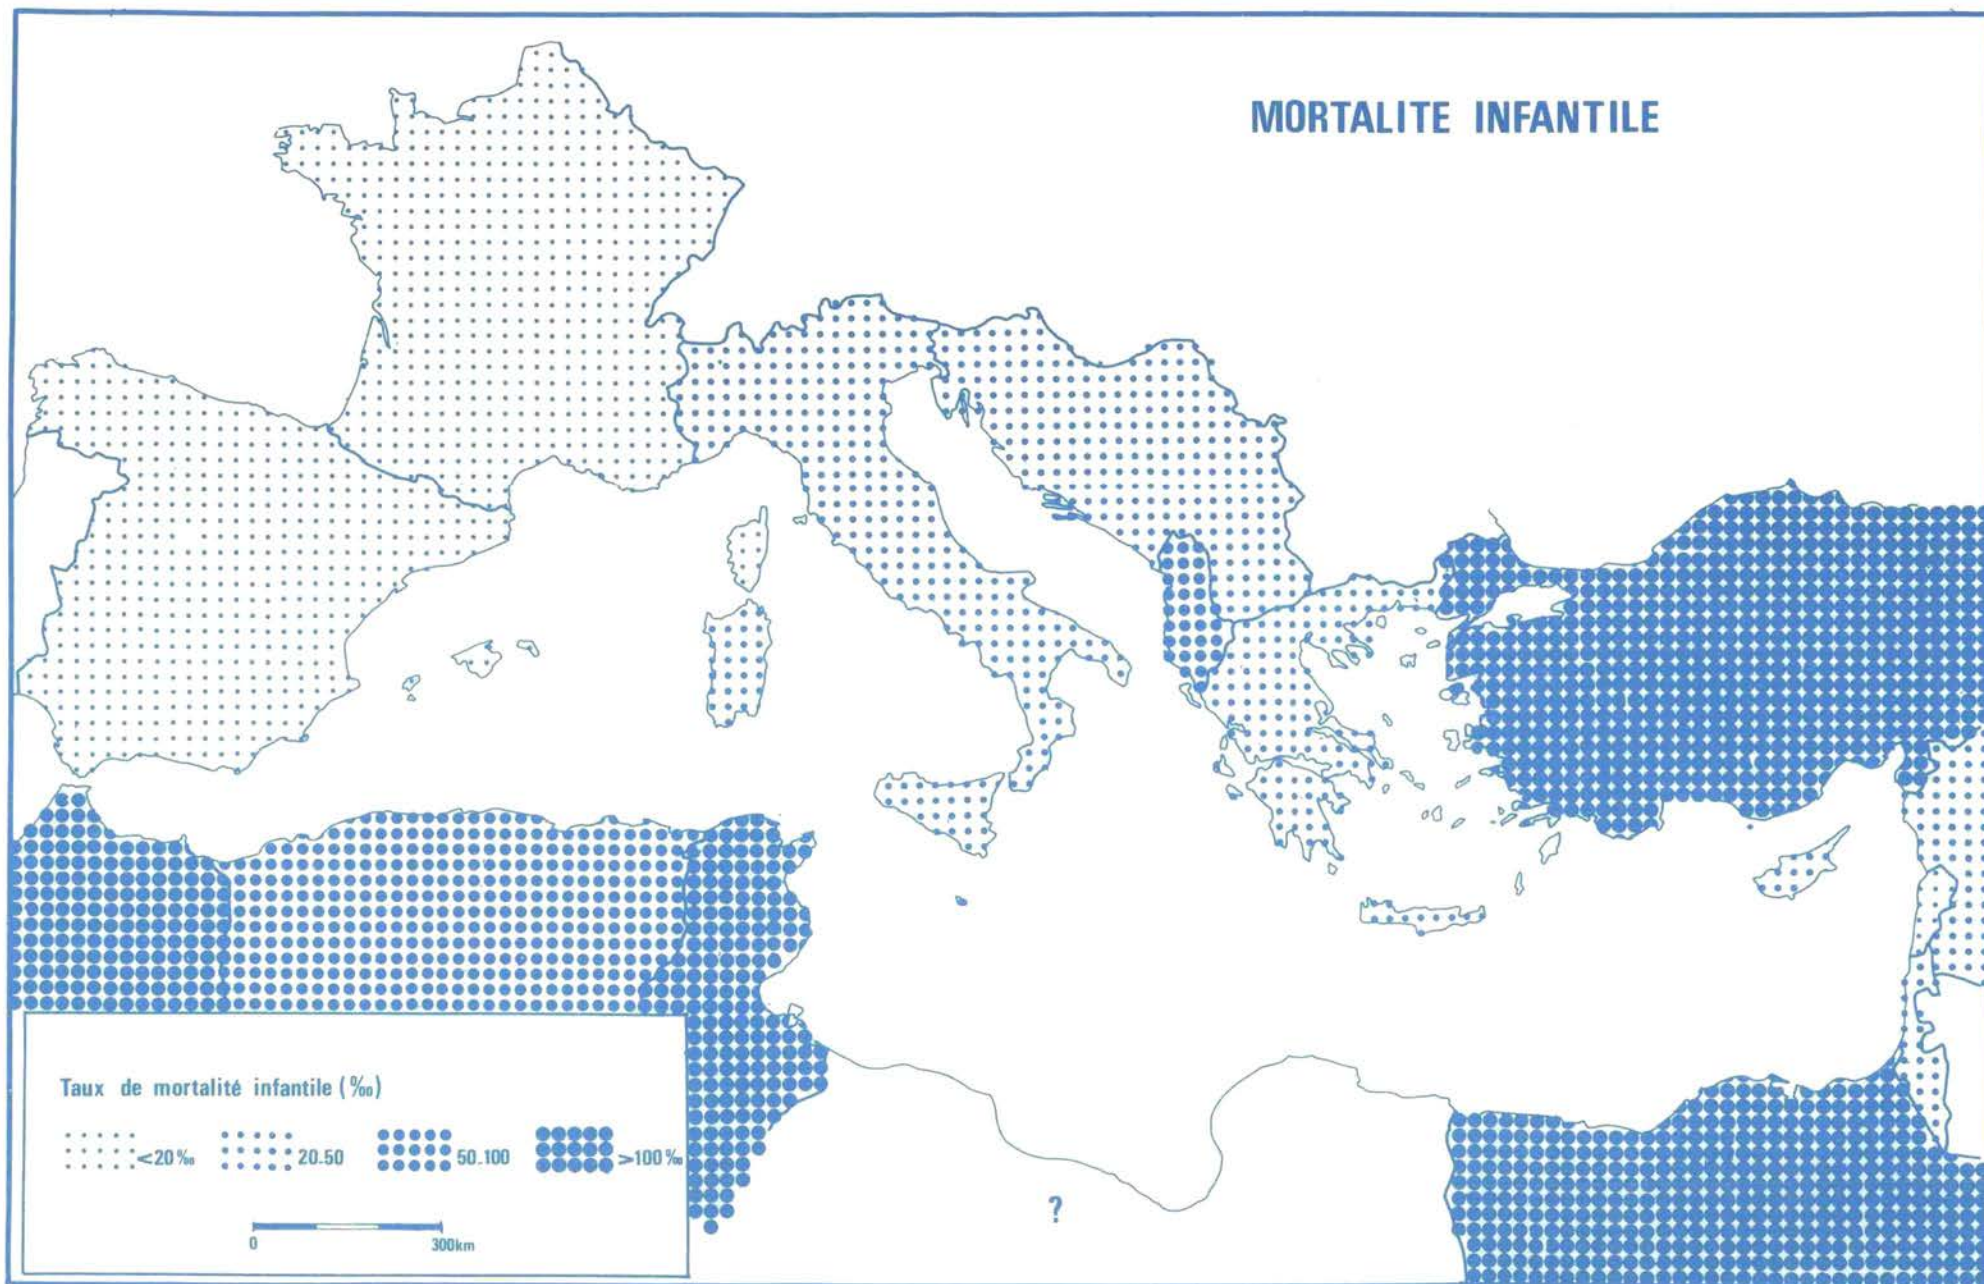 MORTALITE INFANTILE
Taux de mortalité infantile (‰)
<20‰ 20-50 50-100 >100‰
0 300km
?